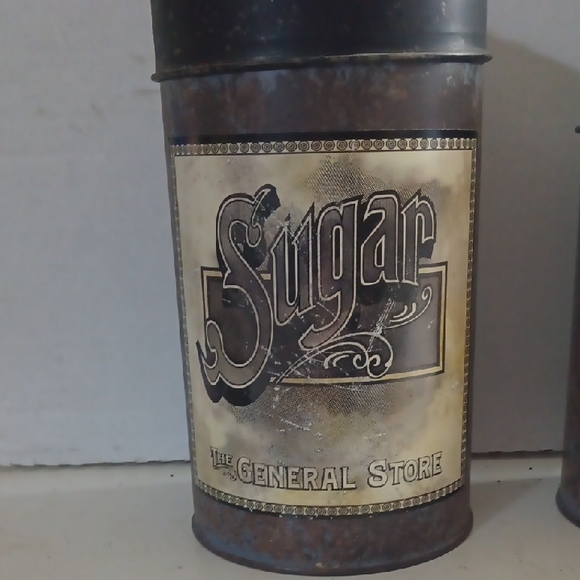 Sugar
THE GENERAL STORE